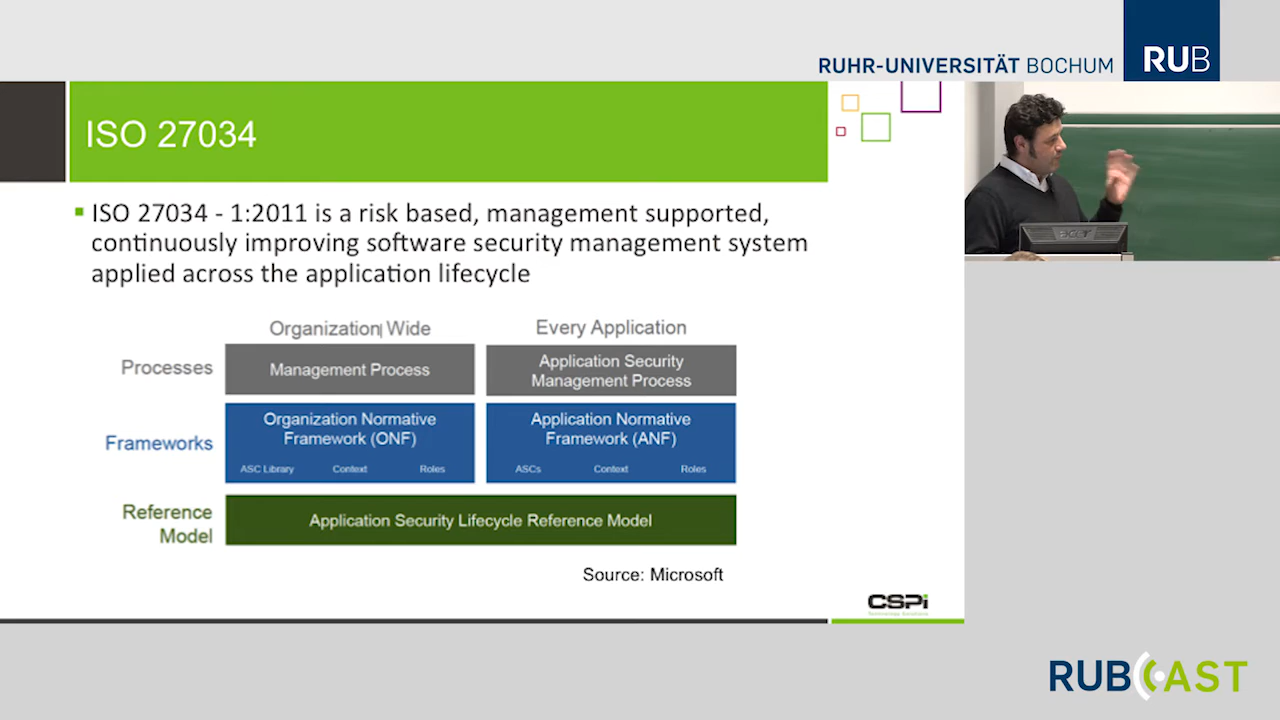 RUHR-UNIVERSITÄT BOCHUM
RUB
ISO 27034
ISO 27034 - 1:2011 is a risk based, management supported,
continuously improving software security management system
applied across the application lifecycle
Organization Wide
Every Application
Processes
Management Process
Application Security
Management Process
Frameworks
Organization Normative
Framework (ONF)
ASC Library Context Roles
Application Normative
Framework (ANF)
ASCs Context Roles
Reference
Model
Application Security Lifecycle Reference Model
Source: Microsoft
CSPi
acer
RUBCAST